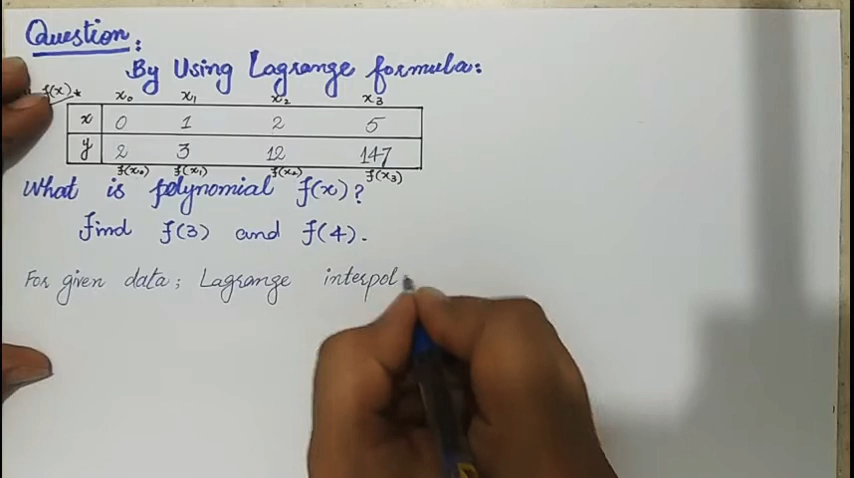 Question:
By Using Lagrange formula:
f(x)*
x₀ x₁ x₂ x₃
x 0 1 2 5
y 2 3 12 147
f(x₀) f(x₁) f(x₂) f(x₃)
What is polynomial f(x)?
find f(3) and f(4).
For given data; Lagrange interpol